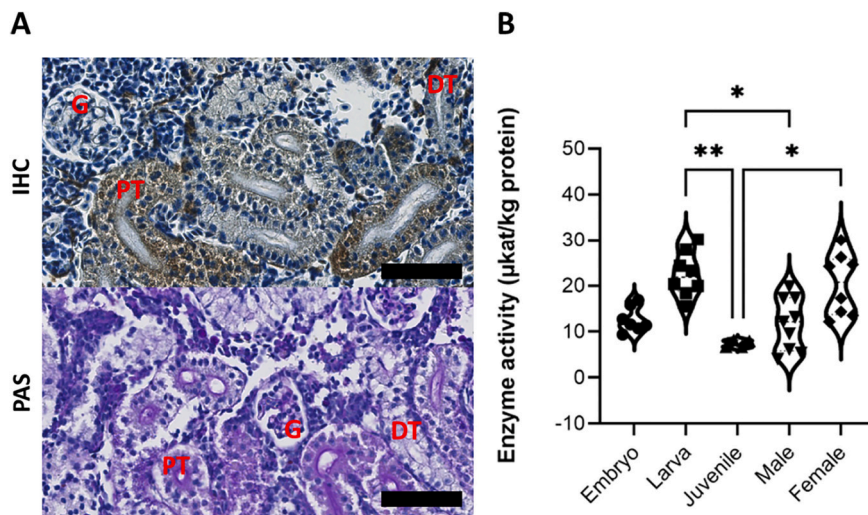 A
IHC
G
DT
PT
PAS
G
DT
PT
B
Enzyme activity (µkat/kg protein)
*
**
*
50
40
30
20
10
0
-10
Embryo
Larva
Juvenile
Male
Female